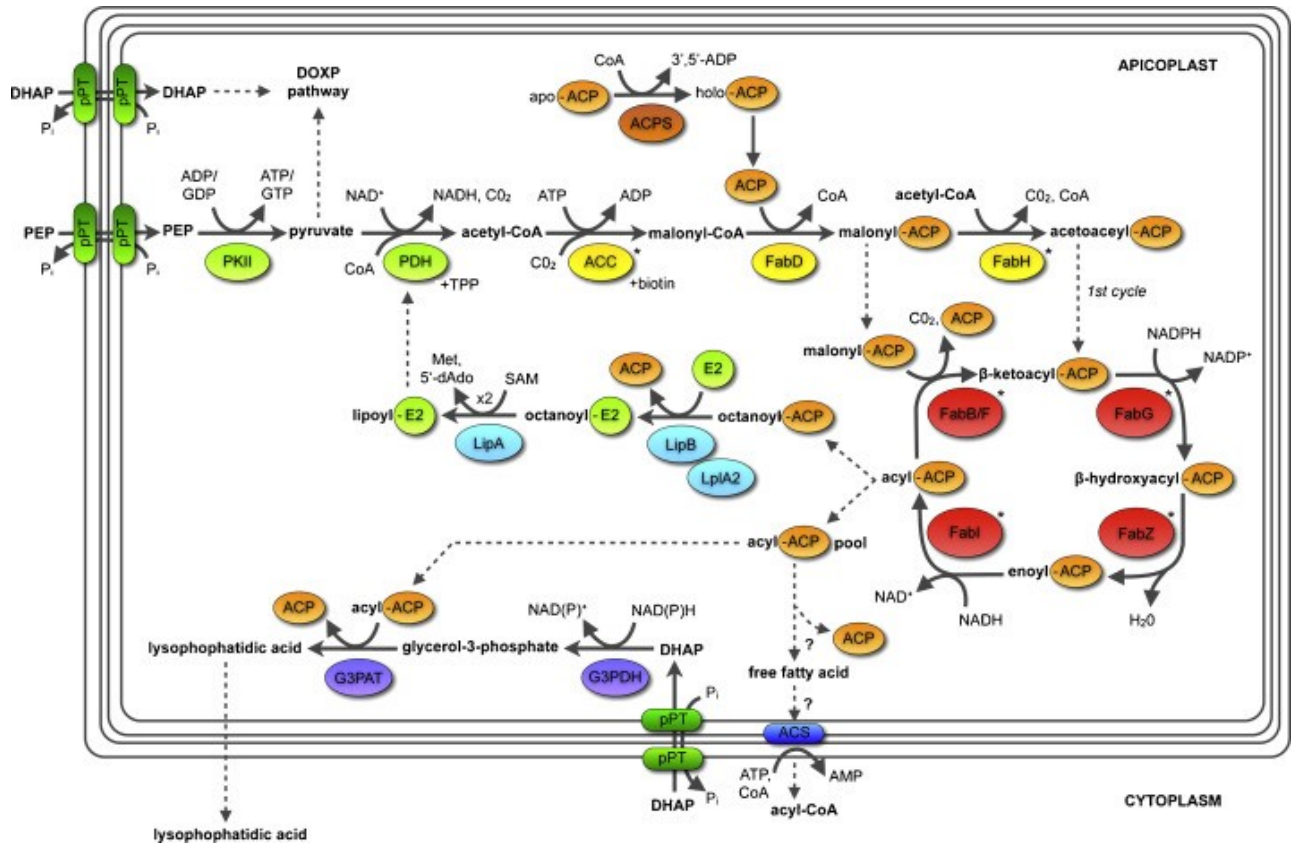 APICOPLAST
CoA
3',5'-ADP
apo -ACP
holo -ACP
ACPS
DHAP
pPT
pPT
DHAP
DOXP
pathway
Pᵢ
Pᵢ
ADP/
GDP
ATP/
GTP
NAD⁺
NADH, C0₂
ATP
ADP
ACP
CoA
acetyl-CoA
C0₂, CoA
PEP
pPT
pPT
PEP
pyruvate
acetyl-CoA
malonyl-CoA
malonyl -ACP
acetoaceyl -ACP
Pᵢ
Pᵢ
PKII
CoA
PDH
+TPP
C0₂
ACC
*
+biotin
FabD
FabH
*
1st cycle
C0₂, ACP
NADPH
NADP⁺
malonyl -ACP
β-ketoacyl -ACP
FabB/F
*
FabG
*
Met,
5'-dAdo
x2
SAM
ACP
E2
lipoyl -E2
octanoyl -E2
octanoyl -ACP
LipA
LipB
LplA2
acyl -ACP
β-hydroxyacyl -ACP
FabI
*
FabZ
*
enoyl -ACP
NAD⁺
NADH
H₂0
acyl -ACP pool
ACP
acyl -ACP
NAD(P)⁺
NAD(P)H
?
ACP
lysophophatidic acid
glycerol-3-phosphate
DHAP
free fatty acid
G3PAT
G3PDH
Pᵢ
?
pPT
ACS
pPT
ATP,
CoA
AMP
DHAP
Pᵢ
acyl-CoA
CYTOPLASM
lysophophatidic acid